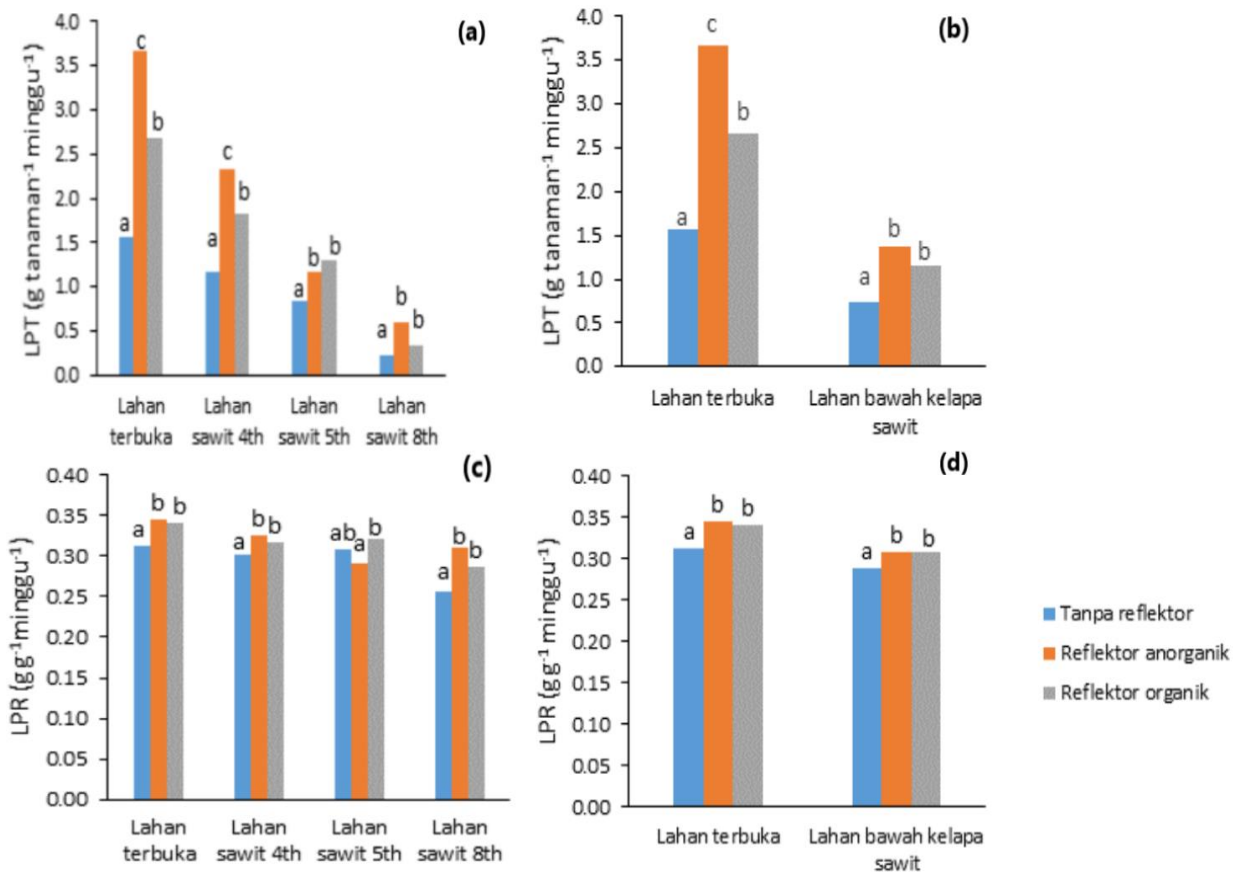 (a)
LPT (g tanaman⁻¹ minggu⁻¹)
4.0
3.5
3.0
2.5
2.0
1.5
1.0
0.5
0.0
a c b
a c b
a b b
a b b
Lahan terbuka
Lahan sawit 4th
Lahan sawit 5th
Lahan sawit 8th
(b)
LPT (g tanaman⁻¹ minggu⁻¹)
4.0
3.5
3.0
2.5
2.0
1.5
1.0
0.5
0.0
a c b
a b b
Lahan terbuka
Lahan bawah kelapa
sawit
(c)
LPR (g g⁻¹minggu⁻¹)
0.40
0.35
0.30
0.25
0.20
0.15
0.10
0.05
0.00
a b b
a b b
ab a b
a b b
Lahan terbuka
Lahan sawit 4th
Lahan sawit 5th
Lahan sawit 8th
(d)
LPR (g g⁻¹ minggu⁻¹)
0.40
0.35
0.30
0.25
0.20
0.15
0.10
0.05
0.00
a b b
a b b
Lahan terbuka
Lahan bawah kelapa
sawit
Tanpa reflektor
Reflektor anorganik
Reflektor organik